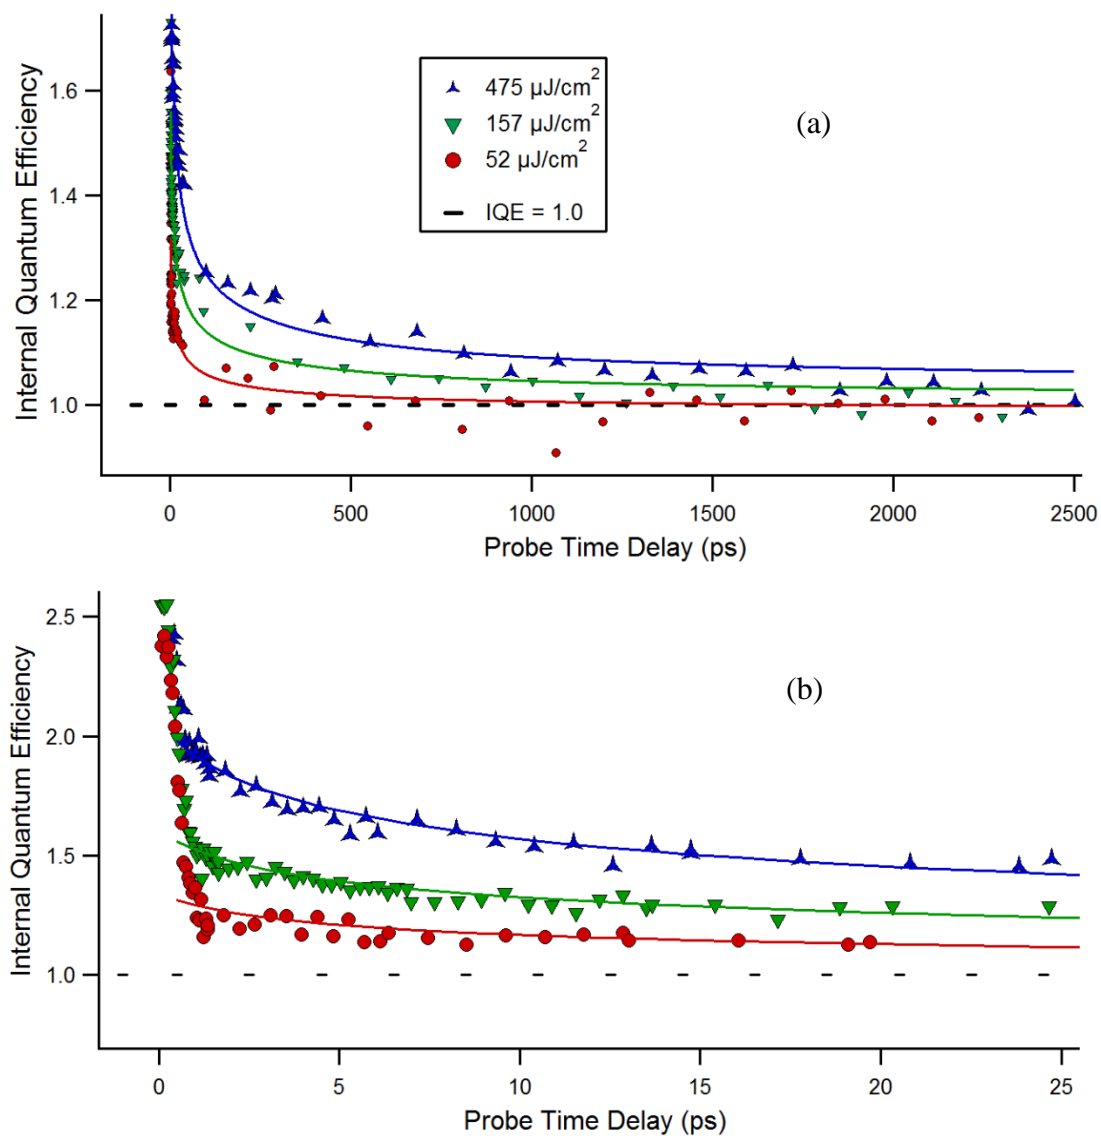 1.6
1.4
1.2
1.0
Internal Quantum Efficiency
475 µJ/cm2
157 µJ/cm2
52 µJ/cm2
IQE = 1.0
(a)
0 500 1000 1500 2000 2500
Probe Time Delay (ps)
2.5
2.0
1.5
1.0
Internal Quantum Efficiency
(b)
0 5 10 15 20 25
Probe Time Delay (ps)